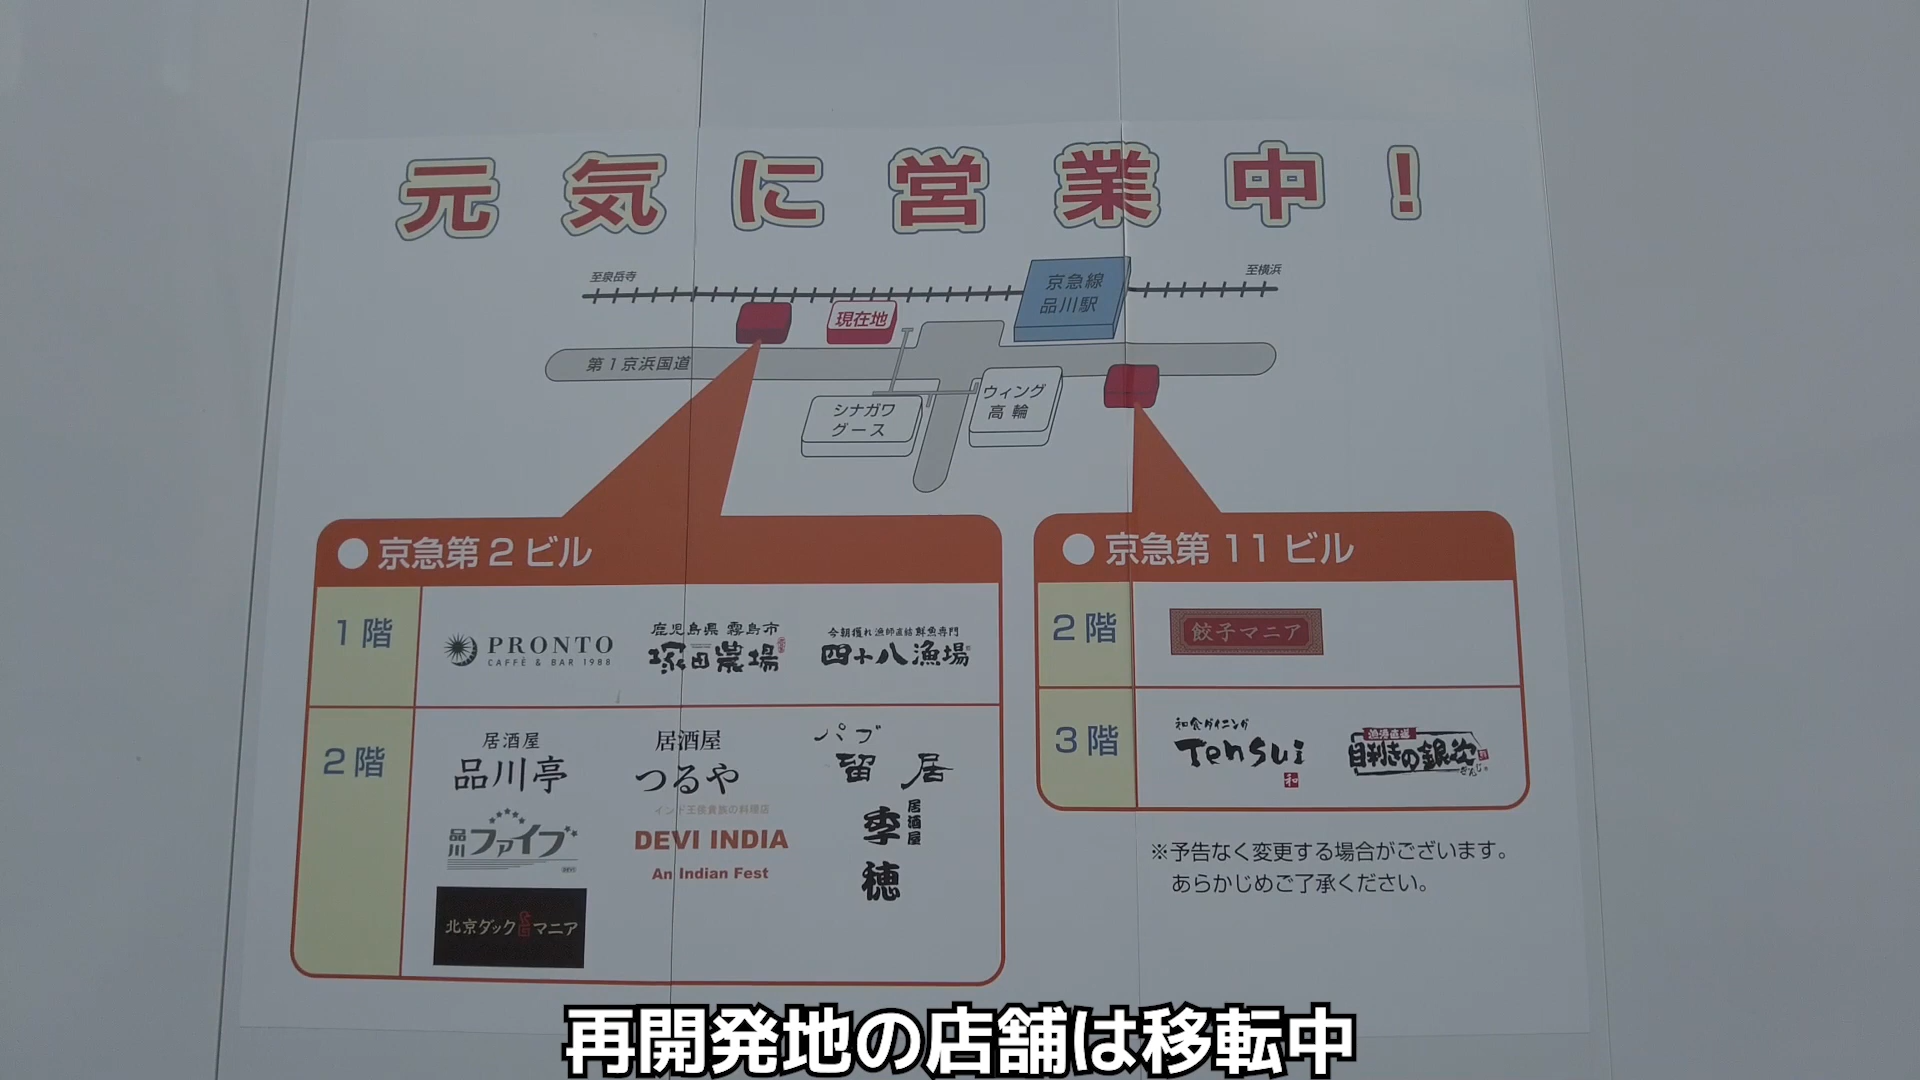 元気に営業中!
至泉岳寺
至横浜
京急線
品川駅
現在地
第1京浜国道
シナガワ
グース
ウィング
高輪
京急第2ビル
1階
PRONTO
CAFFÈ & BAR 1988
鹿児島県 霧島市
塚田農場
今朝獲れ漁師直結鮮魚専門
四十八漁場
2階
居酒屋
品川亭
居酒屋
つるや
パブ
留居
品川ファイブ
インド王侯貴族の料理店
DEVI INDIA
An Indian Fest
居酒屋
季穂
北京ダックマニア
京急第11ビル
2階
餃子マニア
3階
和食ダイニング
Tensui
和
漁港直送
目利きの銀次
ぎんじ
※予告なく変更する場合がございます。
あらかじめご了承ください。
再開発地の店舗は移転中